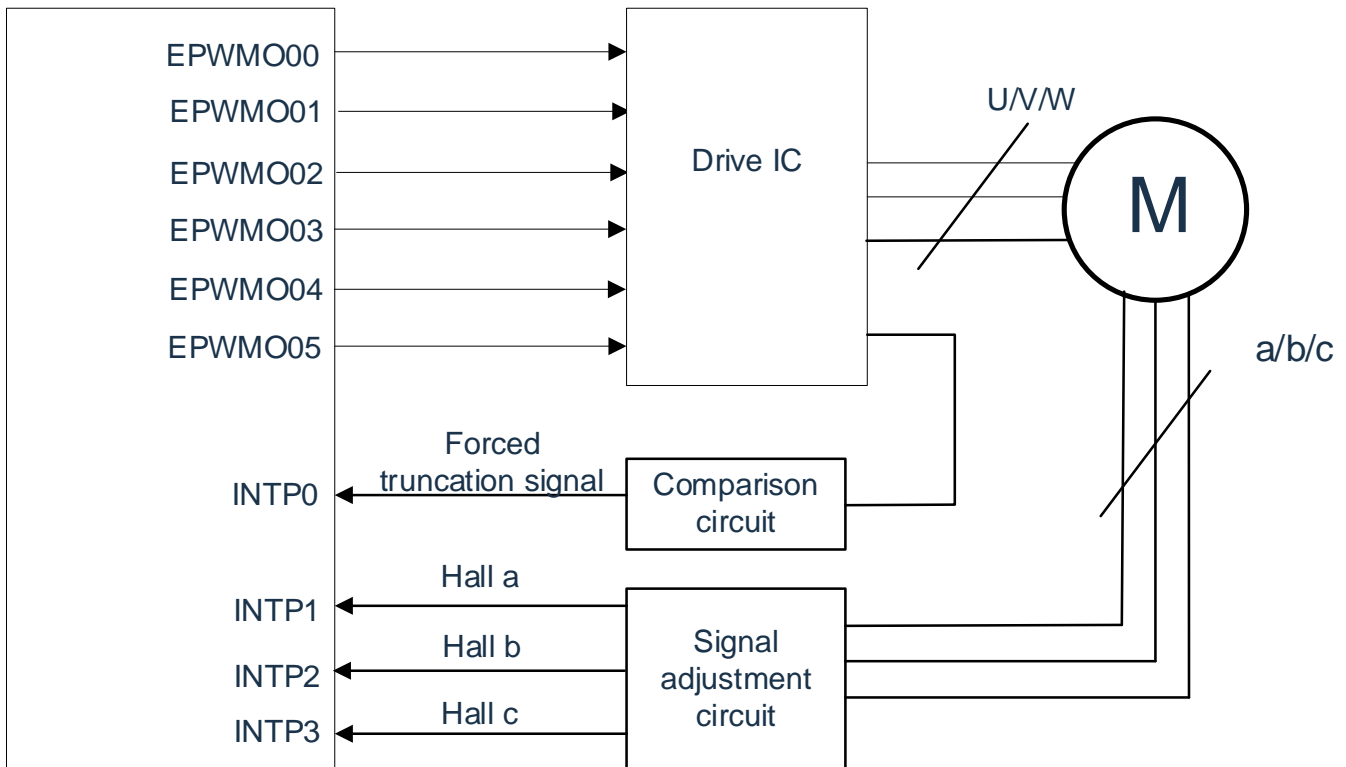 EPWMO00
EPWMO01
EPWMO02
EPWMO03
EPWMO04
EPWMO05
Drive IC
U/V/W
M
a/b/c
INTP0
Forced
truncation signal
Comparison
circuit
INTP1
Hall a
INTP2
Hall b
INTP3
Hall c
Signal
adjustment
circuit